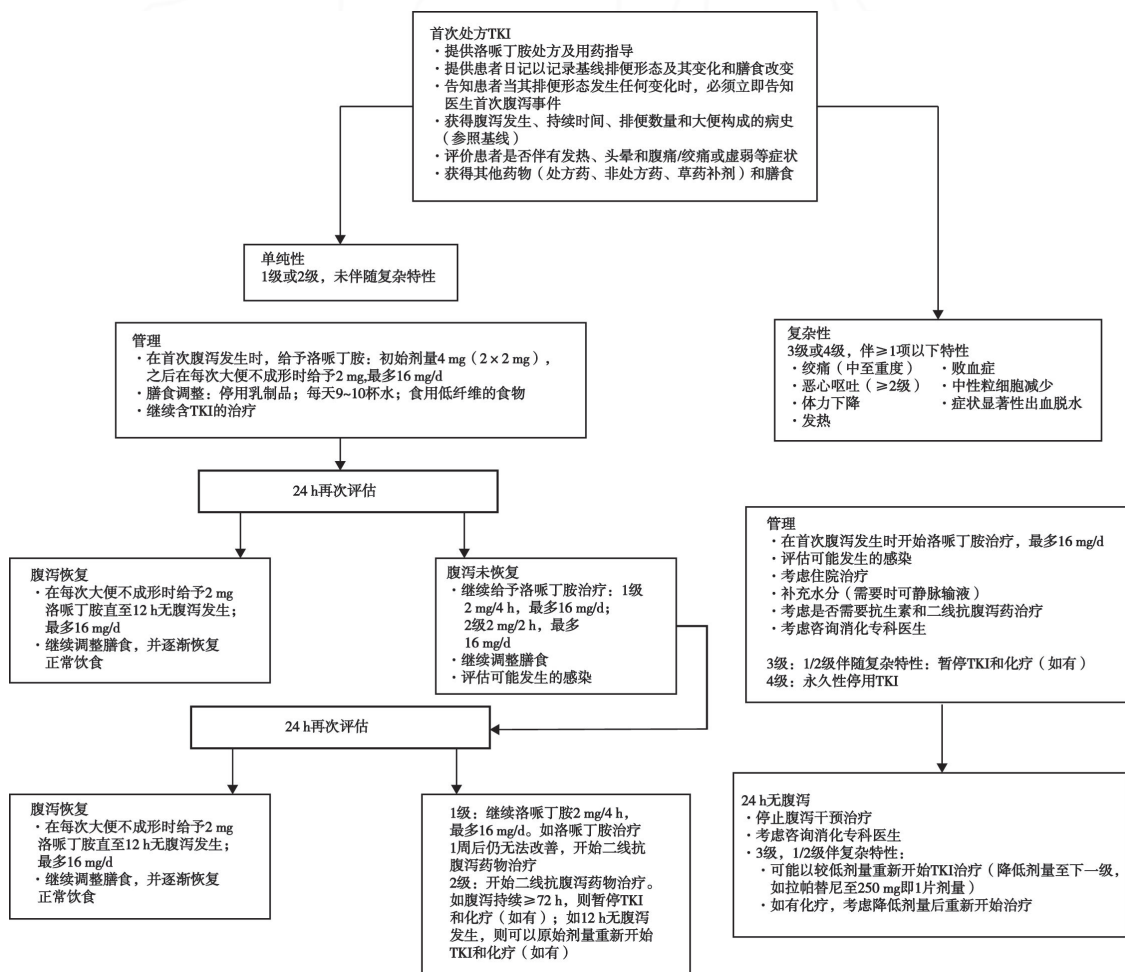 首次处方TKI
·提供洛哌丁胺处方及用药指导
·提供患者日记以记录基线排便形态及其变化和膳食改变
·告知患者当其排便形态发生任何变化时，必须立即告知
医生首次腹泻事件
·获得腹泻发生、持续时间、排便数量和大便构成的病史
（参照基线）
·评价患者是否伴有发热、头晕和腹痛/绞痛或虚弱等症状
·获得其他药物（处方药、非处方药、草药补剂）和膳食
单纯性
1级或2级，未伴随复杂特性
管理
·在首次腹泻发生时，给予洛哌丁胺：初始剂量4 mg（2×2 mg），
之后在每次大便不成形时给予2 mg,最多16 mg/d
·膳食调整：停用乳制品；每天9~10杯水；食用低纤维的食物
·继续含TKI的治疗
24 h再次评估
腹泻恢复
·在每次大便不成形时给予2 mg
洛哌丁胺直至12 h无腹泻发生；
最多16 mg/d
·继续调整膳食，并逐渐恢复
正常饮食
腹泻未恢复
·继续给予洛哌丁胺治疗：1级
2 mg/4 h，最多16 mg/d；
2级2 mg/2 h，最多
16 mg/d
·继续调整膳食
·评估可能发生的感染
24 h再次评估
腹泻恢复
·在每次大便不成形时给予2 mg
洛哌丁胺直至12 h无腹泻发生；
最多16 mg/d
·继续调整膳食，并逐渐恢复
正常饮食
1级：继续洛哌丁胺2 mg/4 h，
最多16 mg/d。如洛哌丁胺治疗
1周后仍无法改善，开始二线抗
腹泻药物治疗
2级：开始二线抗腹泻药物治疗。
如腹泻持续≥72 h，则暂停TKI
和化疗（如有）；如12 h无腹泻
发生，则可以原始剂量重新开始
TKI和化疗（如有）
复杂性
3级或4级，伴≥1项以下特性
·绞痛（中至重度） ·败血症
·恶心呕吐（≥2级） ·中性粒细胞减少
·体力下降 ·症状显著性出血脱水
·发热
管理
·在首次腹泻发生时开始洛哌丁胺治疗，最多16 mg/d
·评估可能发生的感染
·考虑住院治疗
·补充水分（需要时可静脉输液）
·考虑是否需要抗生素和二线抗腹泻药治疗
·考虑咨询消化专科医生
3级：1/2级伴随复杂特性：暂停TKI和化疗（如有）
4级：永久性停用TKI
24 h无腹泻
·停止腹泻干预治疗
·考虑咨询消化专科医生
·3级，1/2级伴复杂特性：
·可能以较低剂量重新开始TKI治疗（降低剂量至下一级，
如拉帕替尼至250 mg即1片剂量）
·如有化疗，考虑降低剂量后重新开始治疗